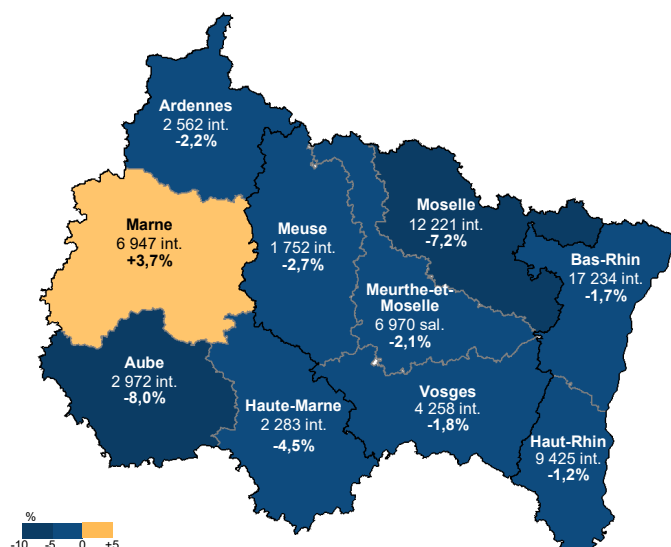 Ardennes
2 562 int.
-2,2%
Marne
6 947 int.
+3,7%
Meuse
1 752 int.
-2,7%
Moselle
12 221 int.
-7,2%
Bas-Rhin
17 234 int.
-1,7%
Meurthe-et-
Moselle
6 970 sal.
-2,1%
Aube
2 972 int.
-8,0%
Haute-Marne
2 283 int.
-4,5%
Vosges
4 258 int.
-1,8%
Haut-Rhin
9 425 int.
-1,2%
%
-10 -5 0 +5